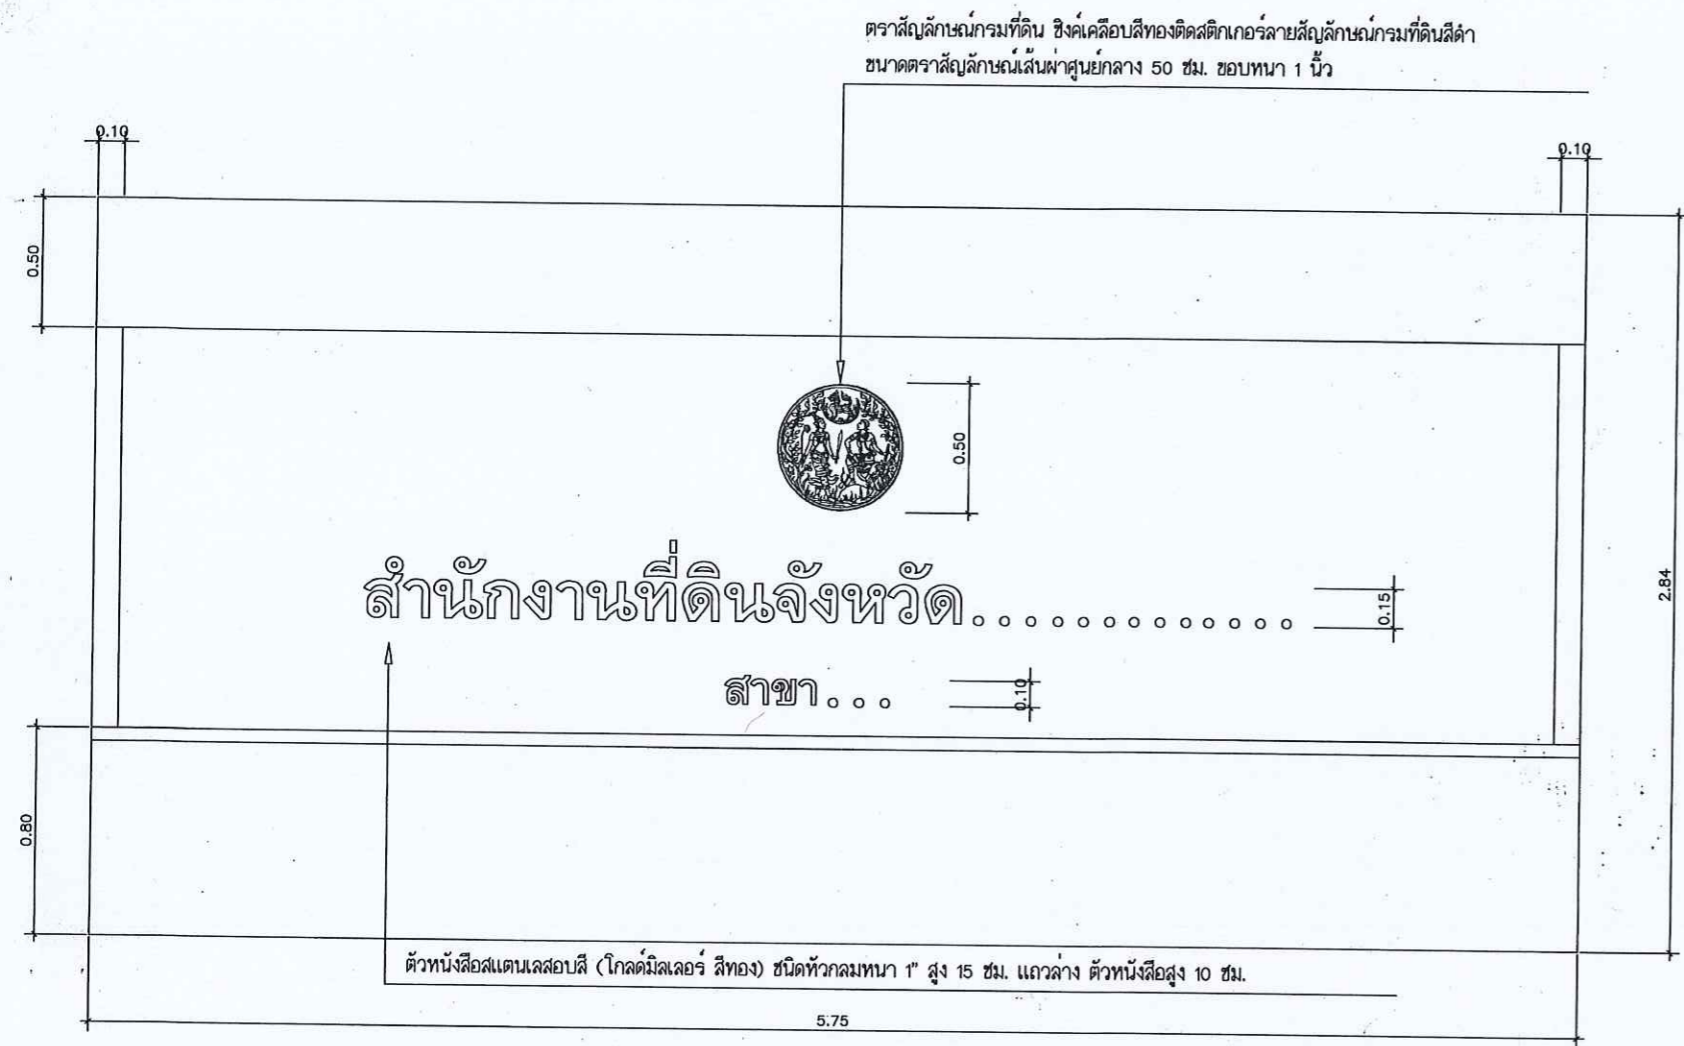 ตราสัญลักษณ์กรมที่ดิน ซิงค์เคลือบสีทองติดสติกเกอร์ลายสัญลักษณ์กรมที่ดินสีดำ
ขนาดตราสัญลักษณ์เส้นผ่าศูนย์กลาง 50 ซม. ขอบหนา 1 นิ้ว
0.10
0.10
0.50
0.50
2.84
สำนักงานที่ดินจังหวัด.............
0.15
สาขา...
0.10
0.80
ตัวหนังสือสแตนเลสอบสี (โกลด์มิลเลอร์ สีทอง) ชนิดหัวกลมหนา 1" สูง 15 ซม. แถวล่าง ตัวหนังสือสูง 10 ซม.
5.75